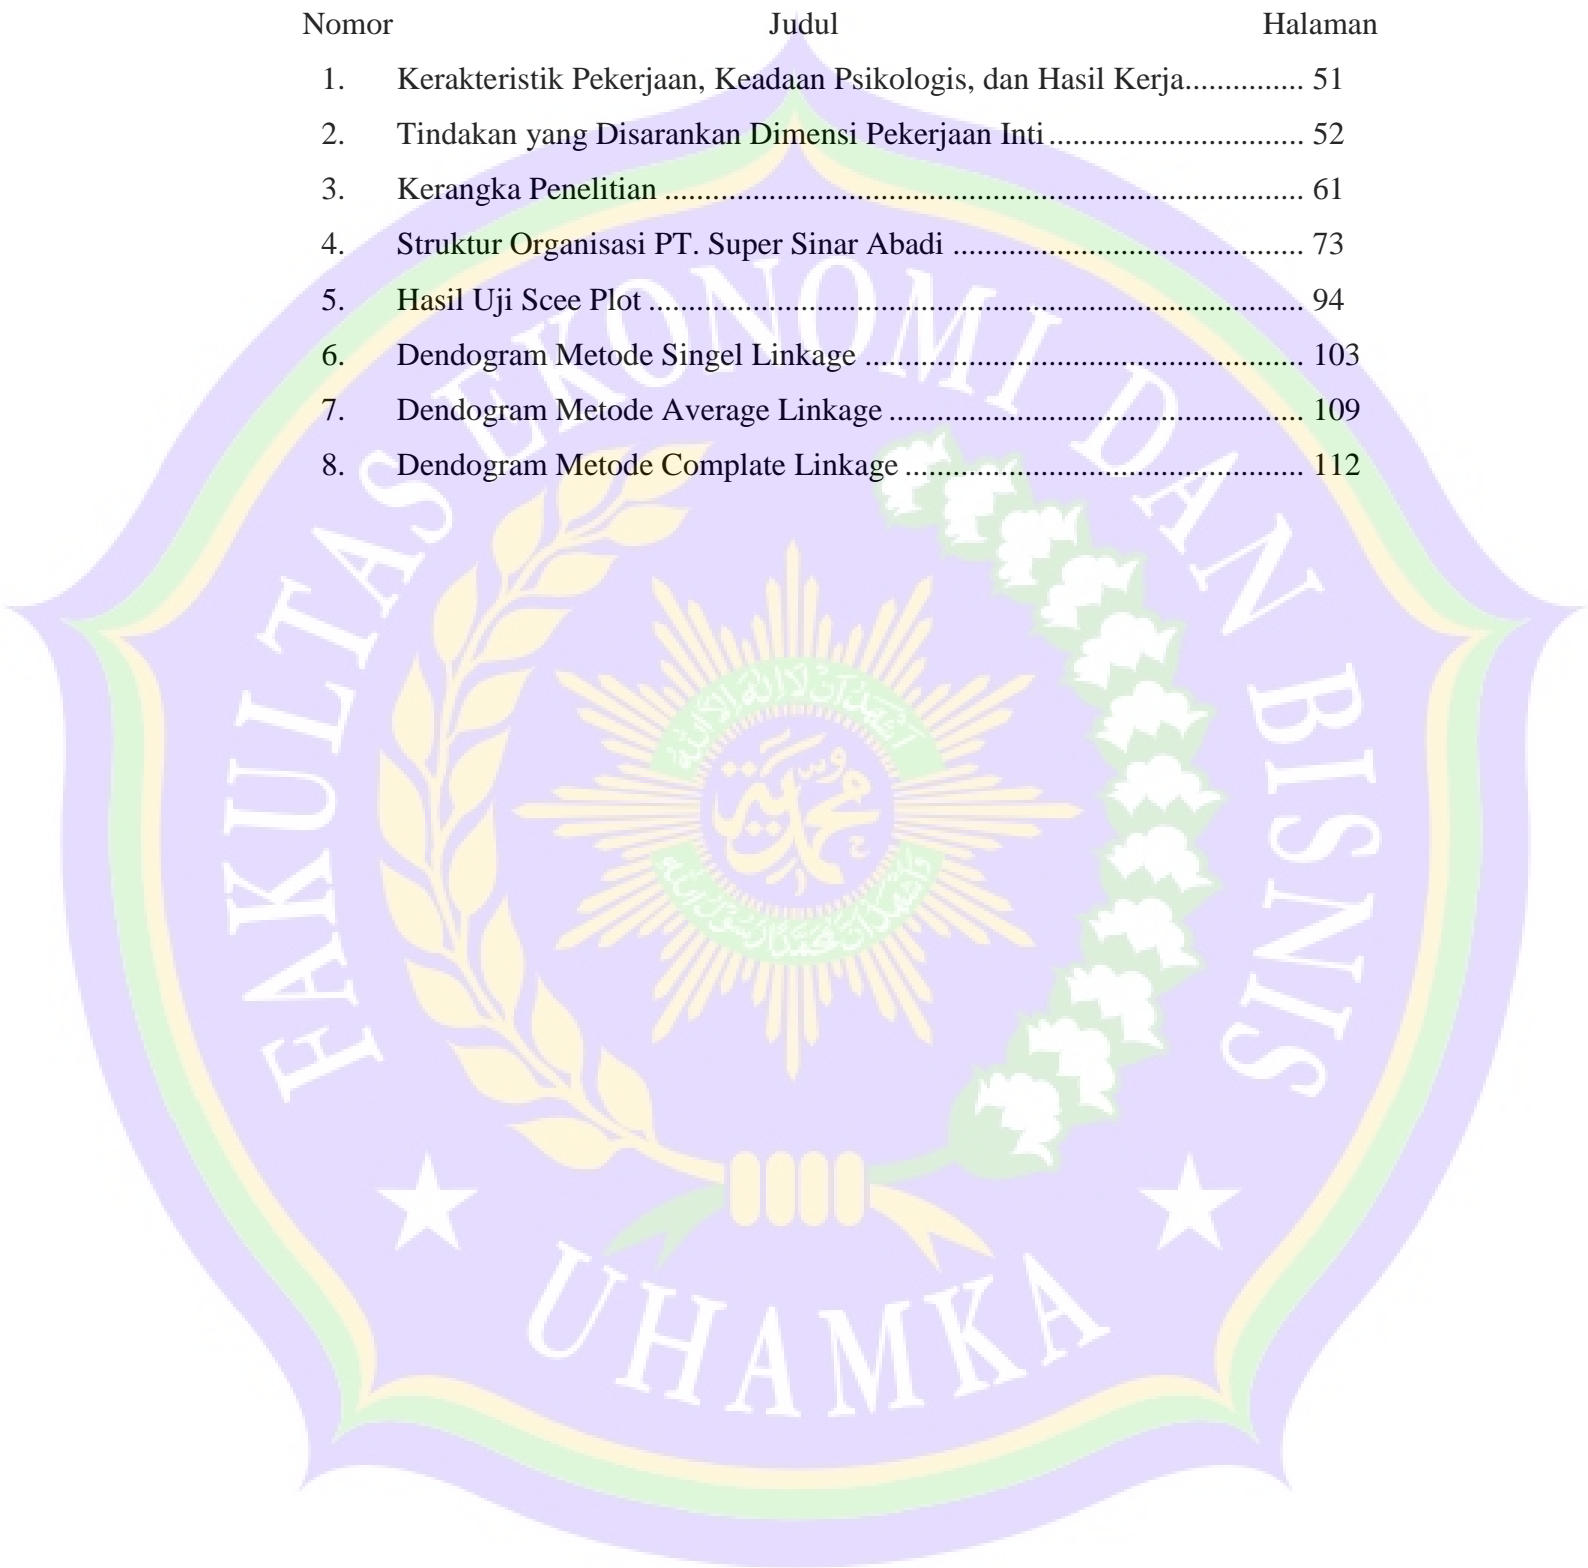 Nomor Judul Halaman
1. Kerakteristik Pekerjaan, Keadaan Psikologis, dan Hasil Kerja............... 51
2. Tindakan yang Disarankan Dimensi Pekerjaan Inti ................................ 52
3. Kerangka Penelitian ................................................................................ 61
4. Struktur Organisasi PT. Super Sinar Abadi ............................................ 73
5. Hasil Uji Scee Plot .................................................................................. 94
6. Dendogram Metode Singel Linkage ....................................................... 103
7. Dendogram Metode Average Linkage .................................................... 109
8. Dendogram Metode Complate Linkage .................................................. 112
FAKULTAS EKONOMI DAN BISNIS
UHAMKA